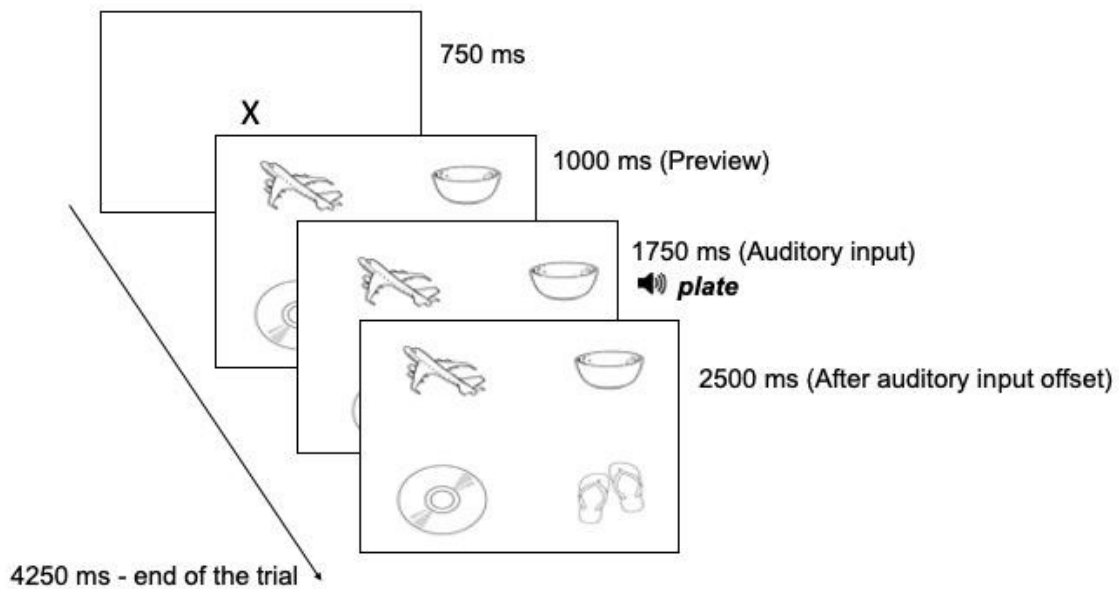 750 ms
X
1000 ms (Preview)
1750 ms (Auditory input)
plate
2500 ms (After auditory input offset)
4250 ms - end of the trial